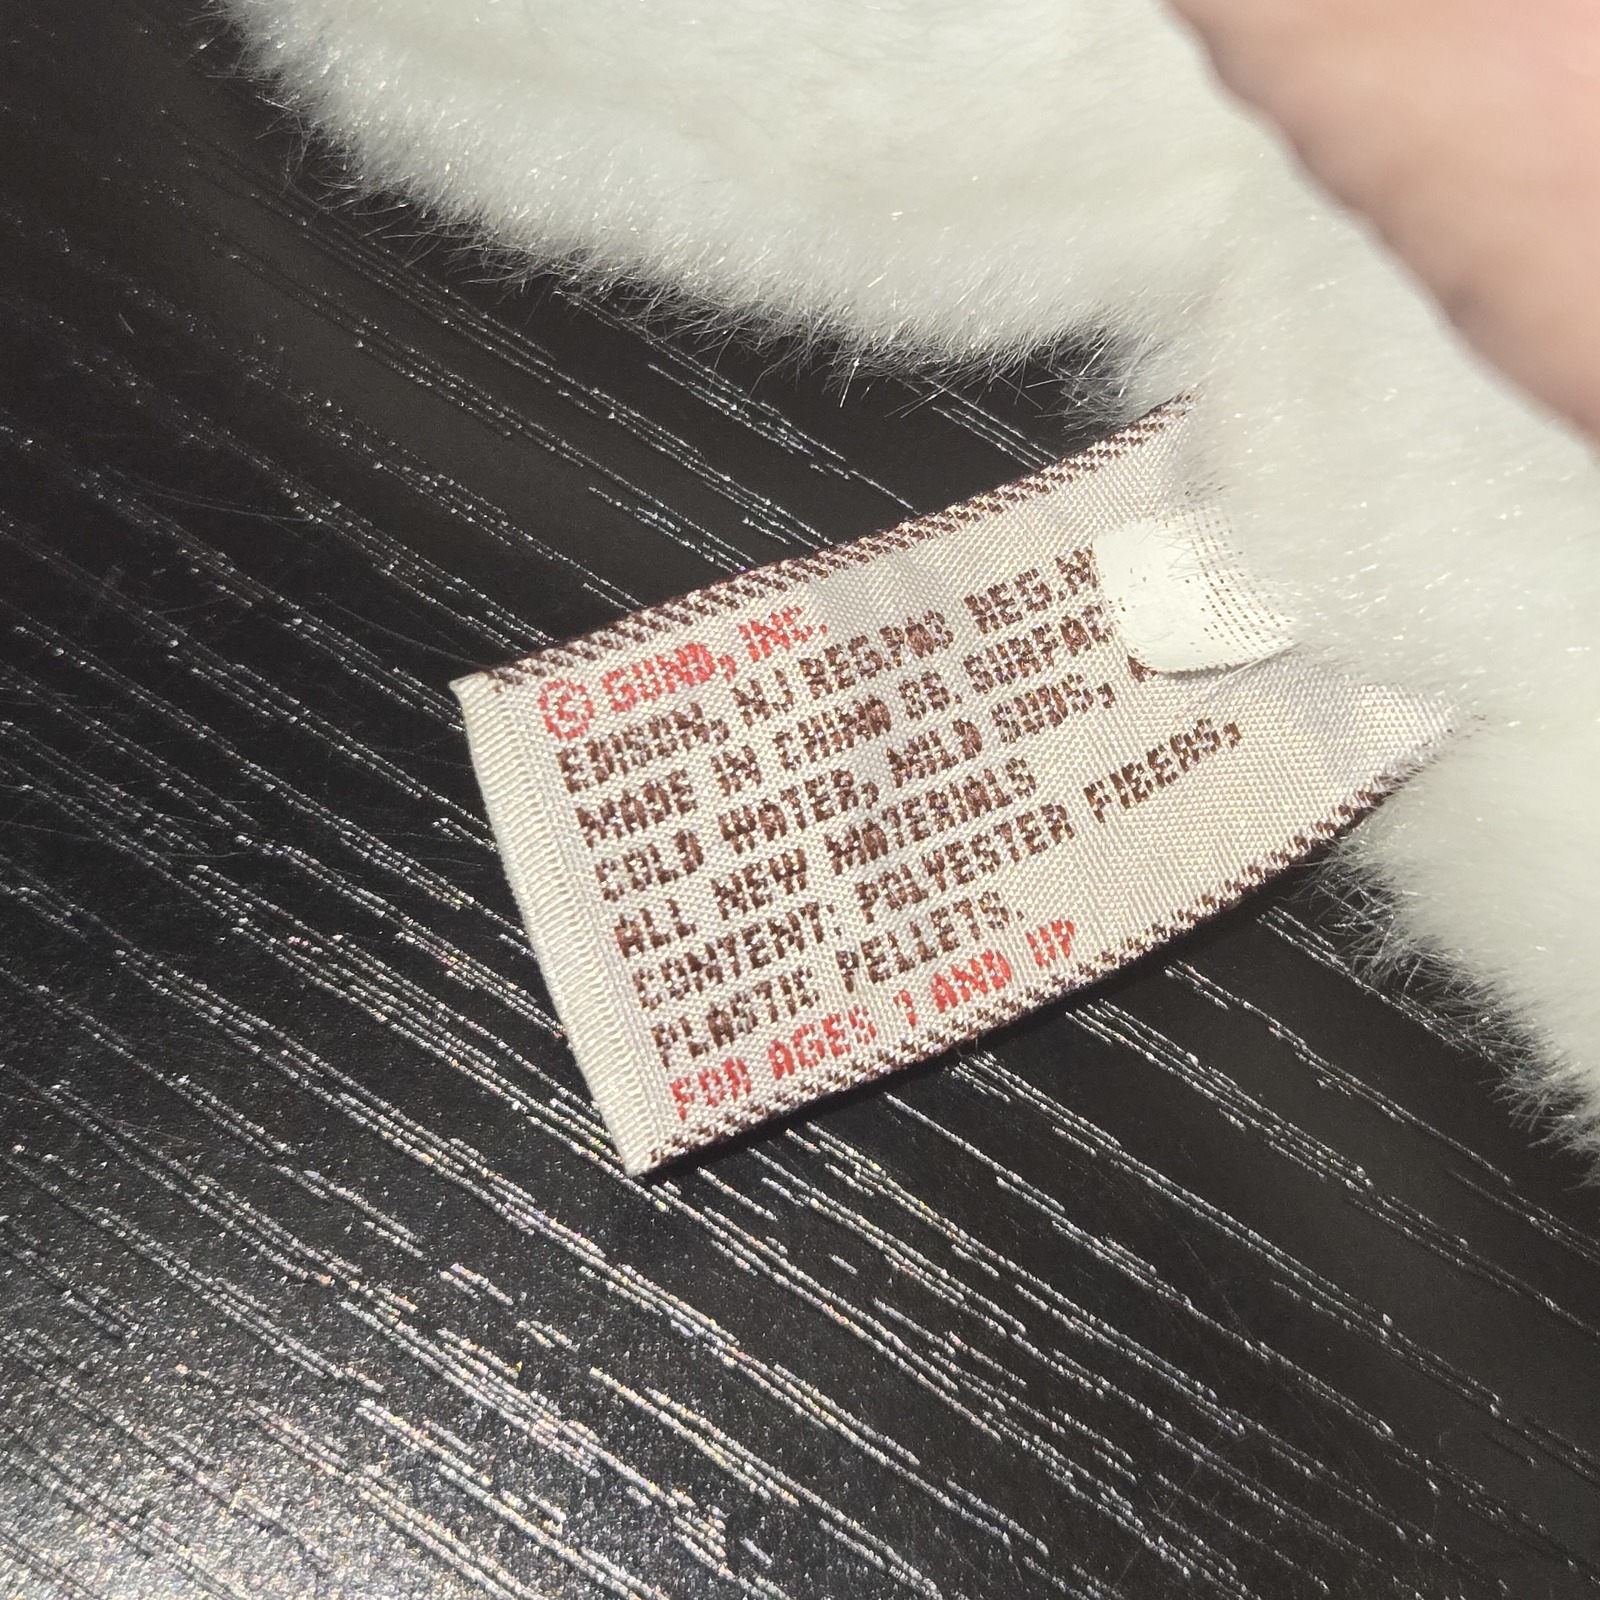 © GUND, INC.
EDISON, NJ REG.PA& REG.N
MADE IN CHINA SS. SURFAC
COLD WATER, MILD SUDS,
ALL NEW MATERIALS
CONTENT: POLYESTER FIBERS,
PLASTIC PELLETS.
FOR AGES 1 AND UP